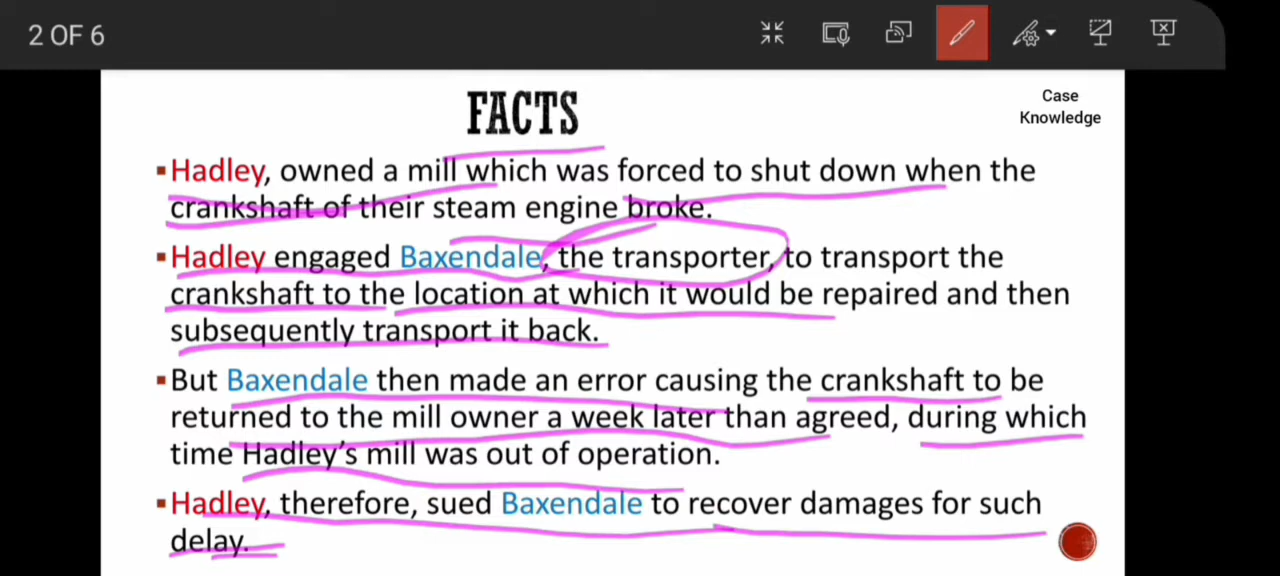 2 OF 6
FACTS
Case
Knowledge
▪Hadley, owned a mill which was forced to shut down when the
crankshaft of their steam engine broke.
▪Hadley engaged Baxendale, the transporter, to transport the
crankshaft to the location at which it would be repaired and then
subsequently transport it back.
▪But Baxendale then made an error causing the crankshaft to be
returned to the mill owner a week later than agreed, during which
time Hadley’s mill was out of operation.
▪Hadley, therefore, sued Baxendale to recover damages for such
delay.